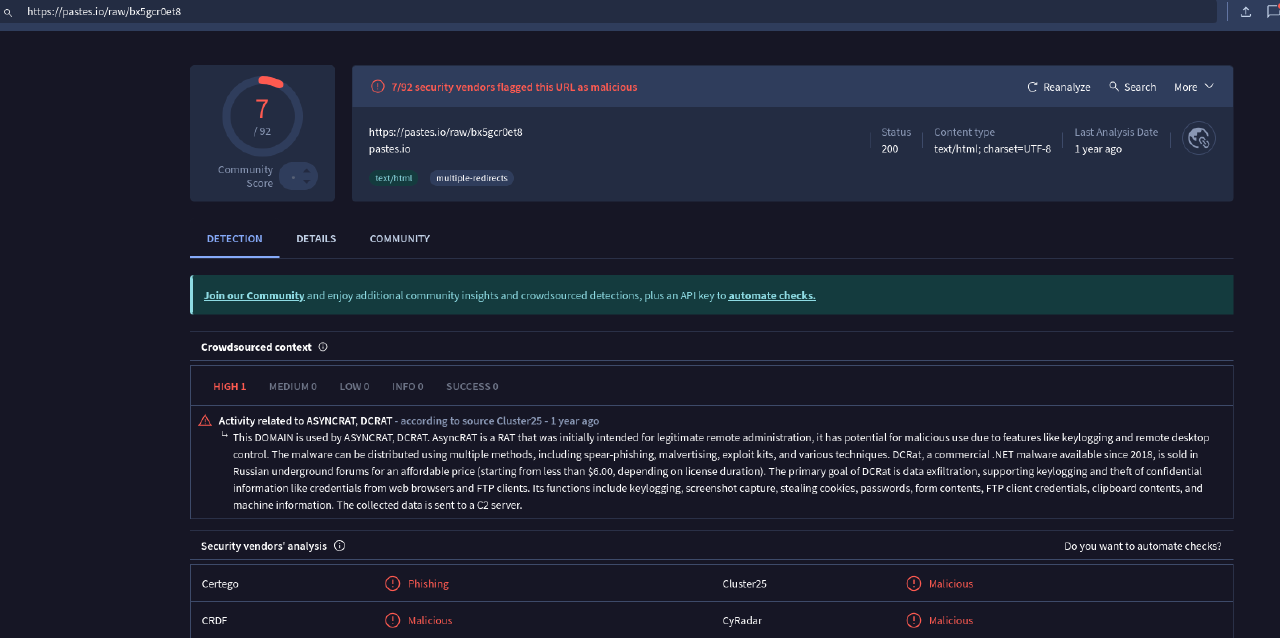 https://pastes.io/raw/bx5gcr0et8
7
/ 92
Community
Score
-
7/92 security vendors flagged this URL as malicious
Reanalyze
Search
More
https://pastes.io/raw/bx5gcr0et8
pastes.io
text/html
multiple-redirects
Status
200
Content type
text/html; charset=UTF-8
Last Analysis Date
1 year ago
DETECTION
DETAILS
COMMUNITY
Join our Community and enjoy additional community insights and crowdsourced detections, plus an API key to automate checks.
Crowdsourced context
HIGH 1
MEDIUM 0
LOW 0
INFO 0
SUCCESS 0
Activity related to ASYNCRAT, DCRAT - according to source Cluster25 - 1 year ago
This DOMAIN is used by ASYNCRAT, DCRAT. AsyncRAT is a RAT that was initially intended for legitimate remote administration, it has potential for malicious use due to features like keylogging and remote desktop
control. The malware can be distributed using multiple methods, including spear-phishing, malvertising, exploit kits, and various techniques. DCRat, a commercial .NET malware available since 2018, is sold in
Russian underground forums for an affordable price (starting from less than $6.00, depending on license duration). The primary goal of DCRat is data exfiltration, supporting keylogging and theft of confidential
information like credentials from web browsers and FTP clients. Its functions include keylogging, screenshot capture, stealing cookies, passwords, form contents, FTP client credentials, clipboard contents, and
machine information. The collected data is sent to a C2 server.
Security vendors' analysis
Do you want to automate checks?
Certego
Phishing
Cluster25
Malicious
CRDF
Malicious
CyRadar
Malicious